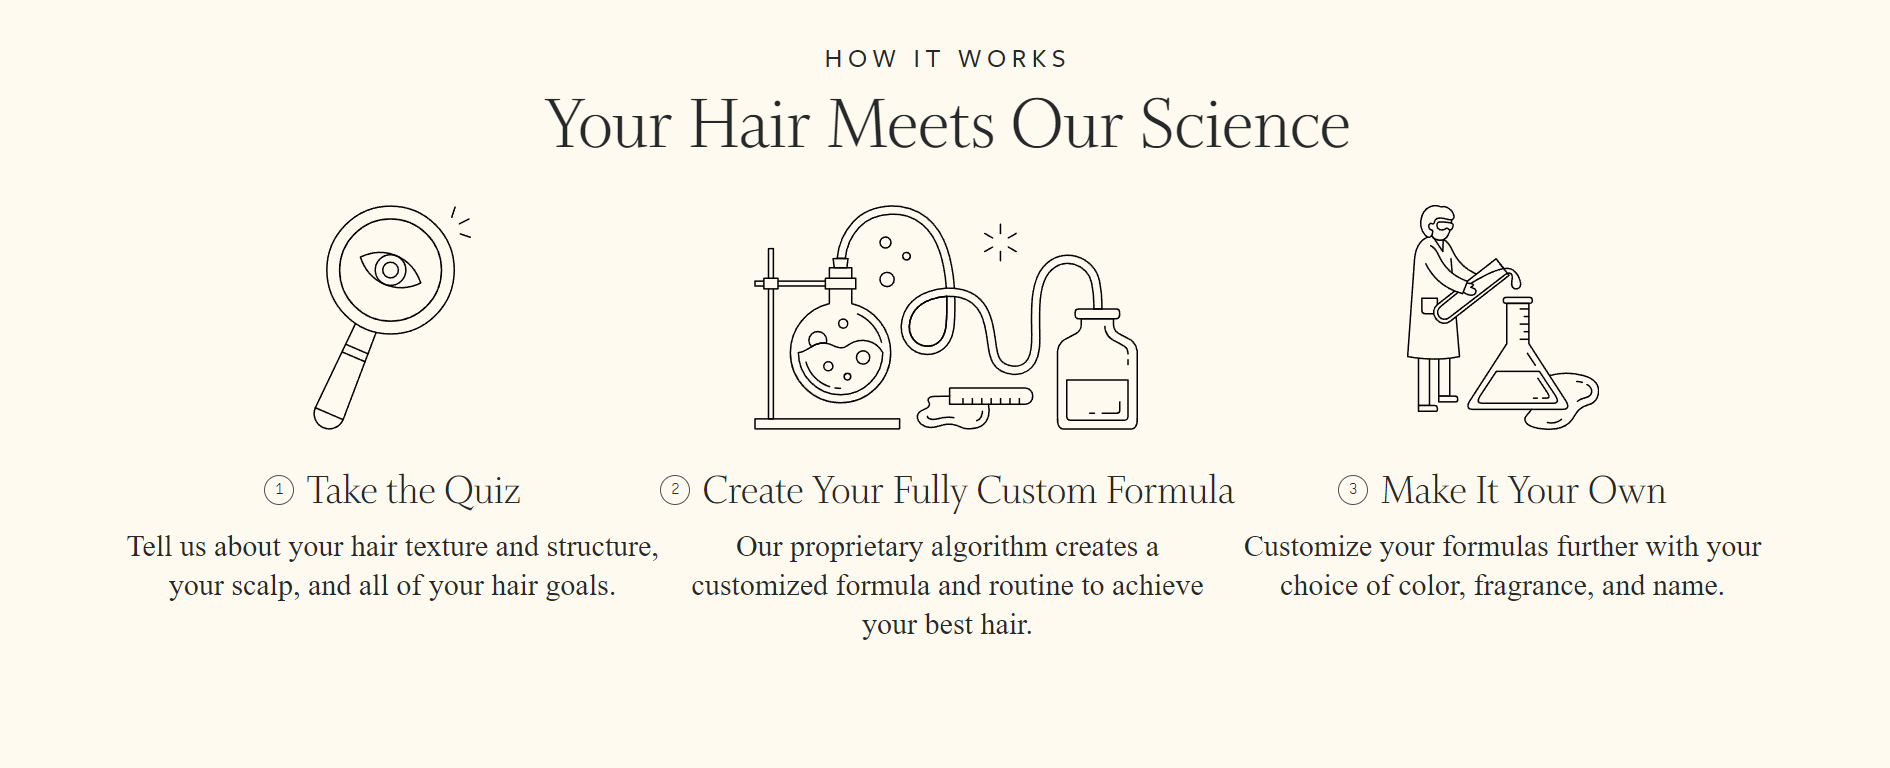 HOW IT WORKS
Your Hair Meets Our Science
1 Take the Quiz
Tell us about your hair texture and structure,
your scalp, and all of your hair goals.
2 Create Your Fully Custom Formula
Our proprietary algorithm creates a
customized formula and routine to achieve
your best hair.
3 Make It Your Own
Customize your formulas further with your
choice of color, fragrance, and name.